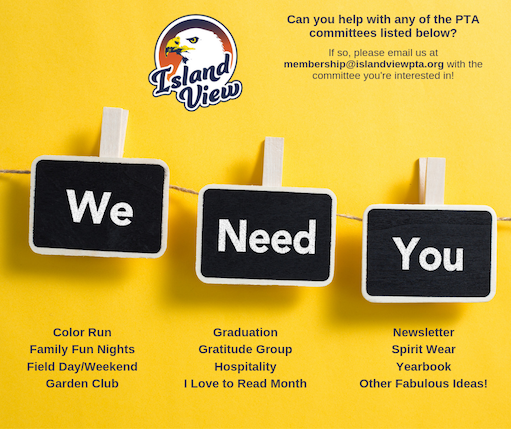 Island
View
Can you help with any of the PTA
committees listed below?
If so, please email us at
membership@islandviewpta.org with the
committee you're interested in!
We
Need
You
Color Run
Family Fun Nights
Field Day/Weekend
Garden Club
Graduation
Gratitude Group
Hospitality
I Love to Read Month
Newsletter
Spirit Wear
Yearbook
Other Fabulous Ideas!